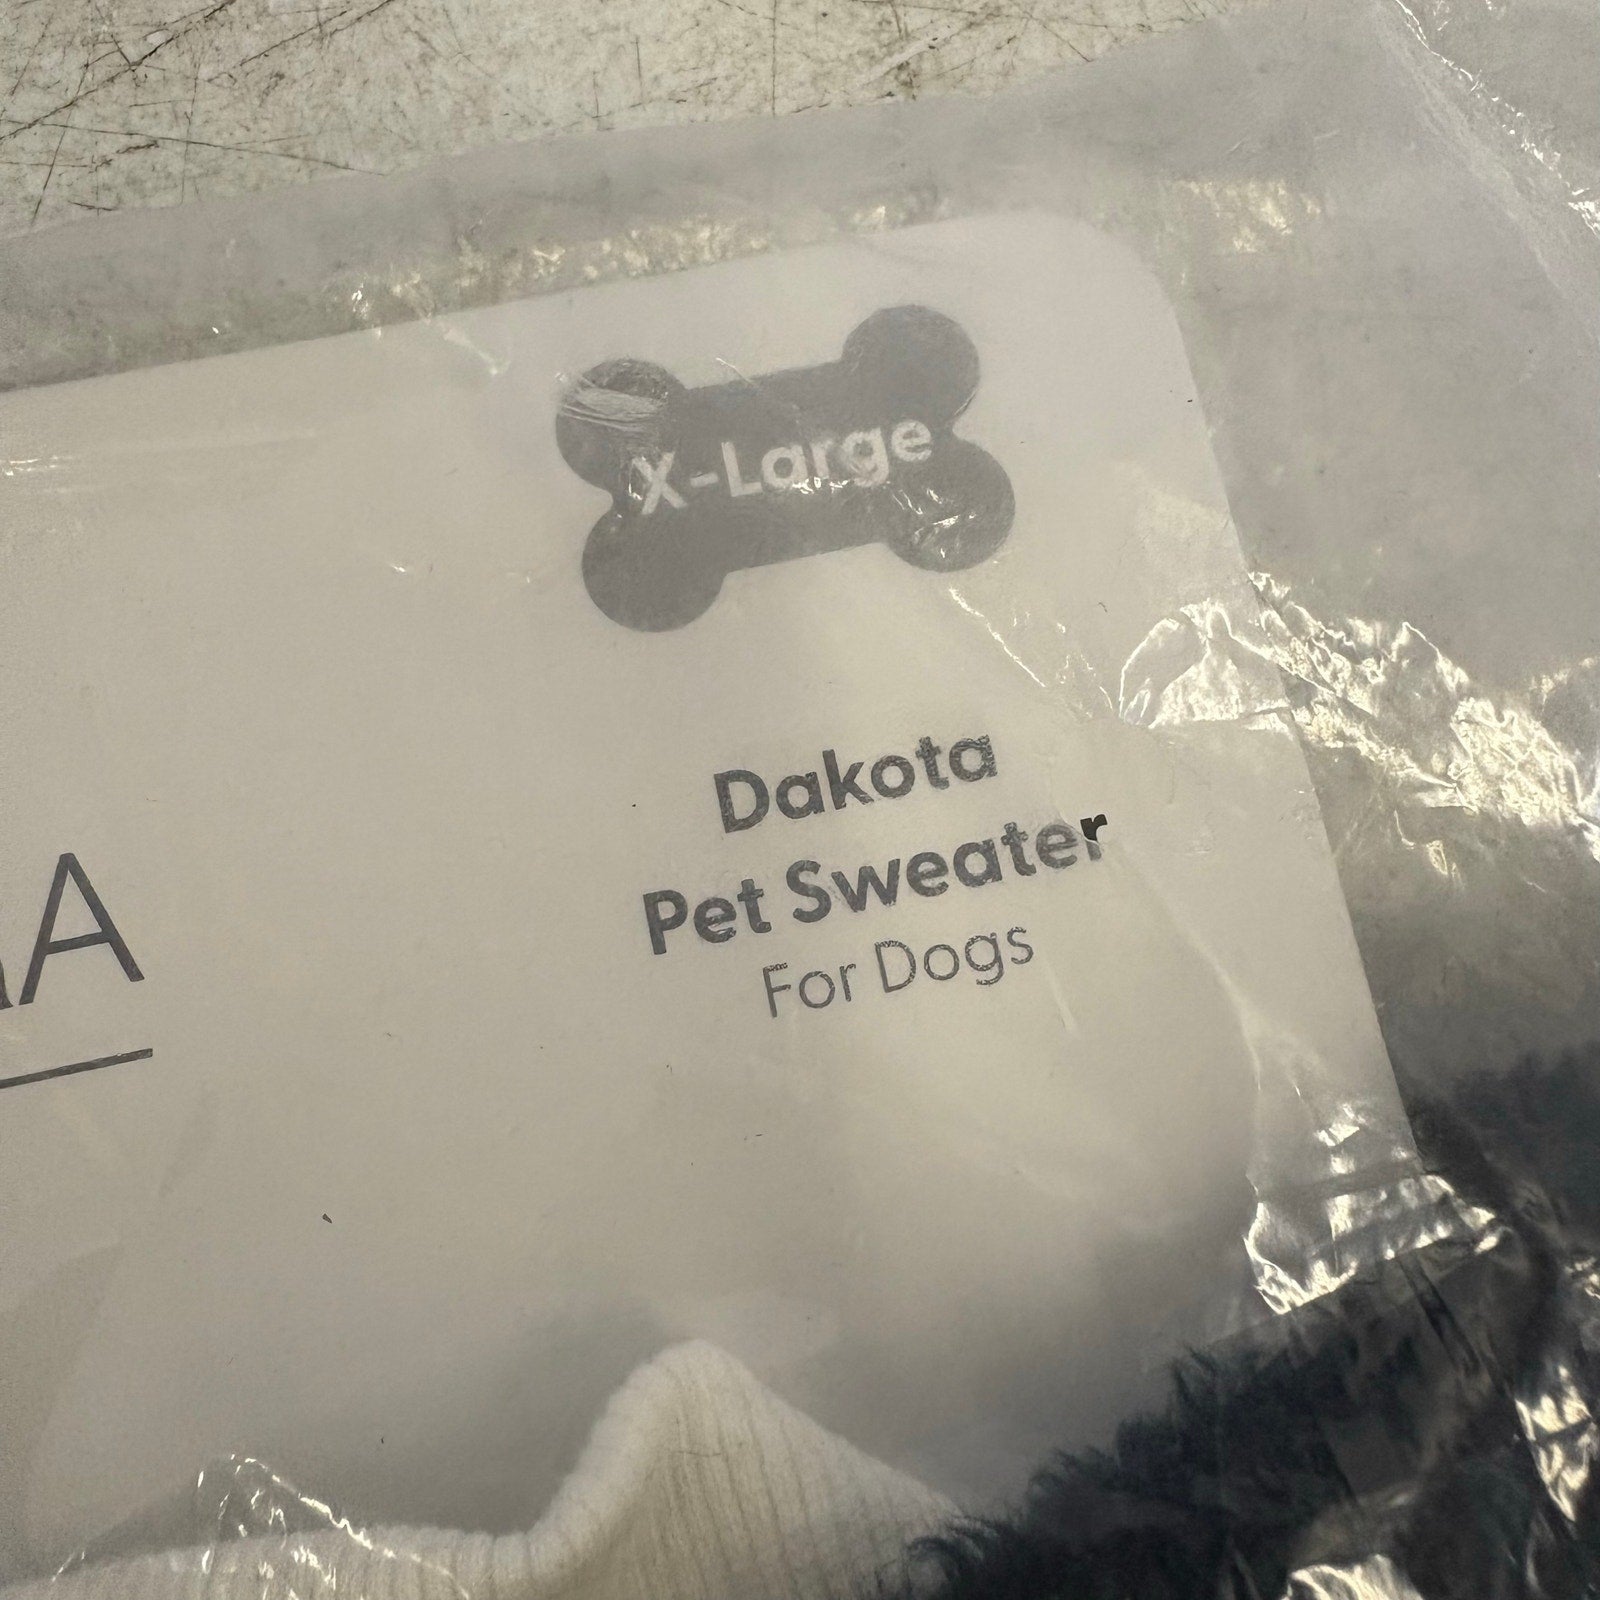 X-Large
Dakota
Pet Sweater
For Dogs